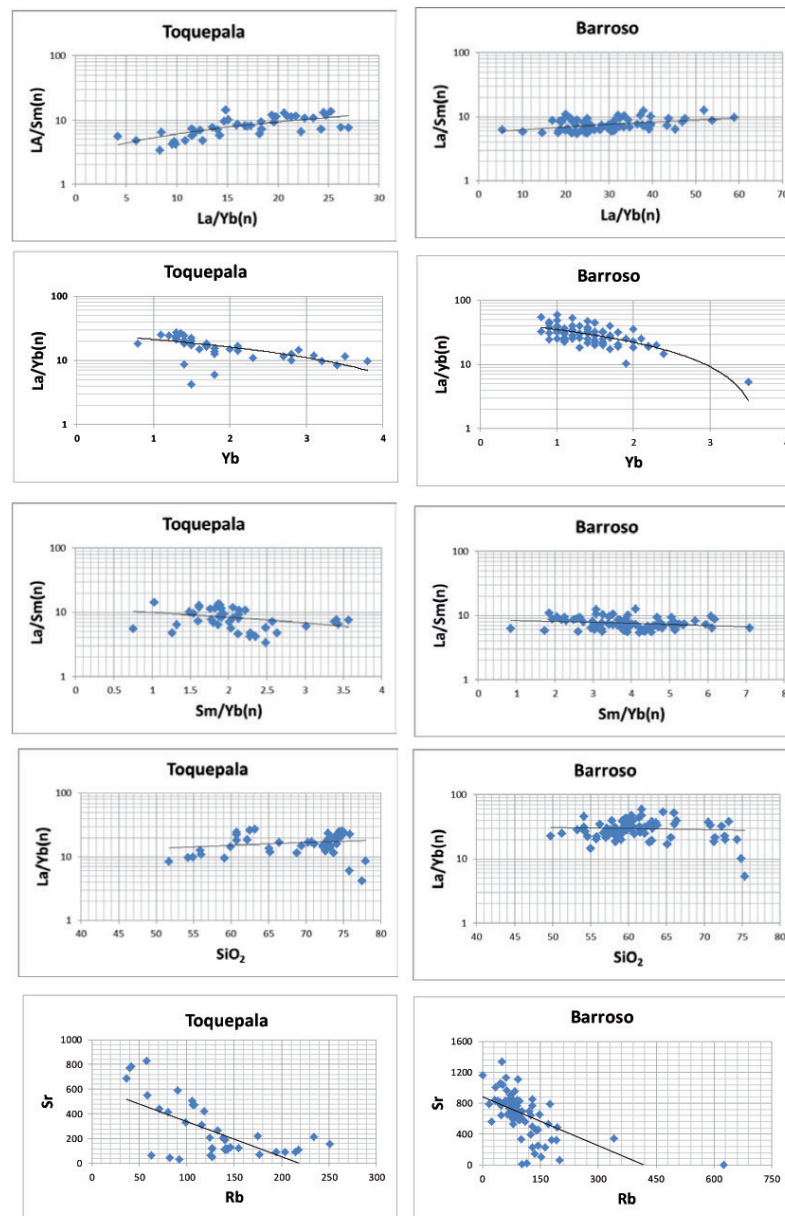 Toquepala
LA/Sm(n)
100
10
1
0 5 10 15 20 25 30
La/Yb(n)
Barroso
La/Sm(n)
100
10
1
0 10 20 30 40 50 60 70
La/Yb(n)
Toquepala
La/Yb(n)
100
10
1
0 1 2 3 4
Yb
Barroso
La/yb(n)
100
10
1
0 1 2 3 4
Yb
Toquepala
La/Sm(n)
100
10
1
0 0.5 1 1.5 2 2.5 3 3.5 4
Sm/Yb(n)
Barroso
La/Sm(n)
100
10
1
0 1 2 3 4 5 6 7 8
Sm/Yb(n)
Toquepala
La/Yb(n)
100
10
1
40 45 50 55 60 65 70 75 80
SiO₂
Barroso
La/Yb(n)
100
10
1
40 45 50 55 60 65 70 75 80
SiO₂
Toquepala
Sr
1000
800
600
400
200
0
0 50 100 150 200 250 300
Rb
Barroso
Sr
1600
1200
800
400
0
0 150 300 450 600 750
Rb